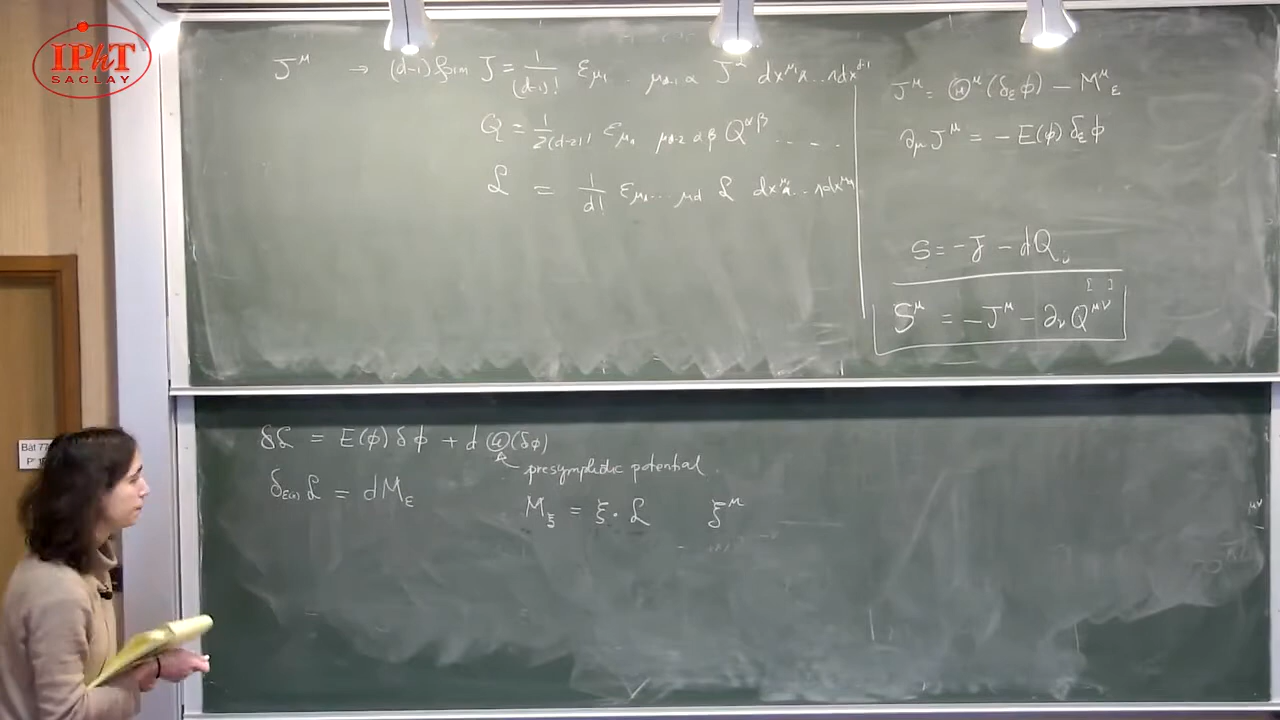 IPhT
SACLAY
J^μ → (d-1) form J = 1/(d-1)! ε_{μ1 ... μd-1 α} J^α dx^{μ1} ∧ ... ∧ dx^{d-1}
Q = 1/2(d-2)! ε_{μ1 ... μd-2 α β} Q^{αβ} ....
ℒ = 1/d! ε_{μ1 ... μd} ℒ dx^{μ1} ∧ ... ∧ dx^{μd}
J^μ = Θ^μ (δ_ε φ) − M^μ_ε
∂_μ J^μ = − E(φ) δ_ε φ
S = −J − dQ
S^μ = −J^μ − ∂_ν Q^{[μν]}
δℒ = E(φ) δφ + d Θ(δφ)
presymplectic potential
δ_{ε(x)} ℒ = dM_ε
M_ξ = ξ · ℒ ξ^μ
Bât 77